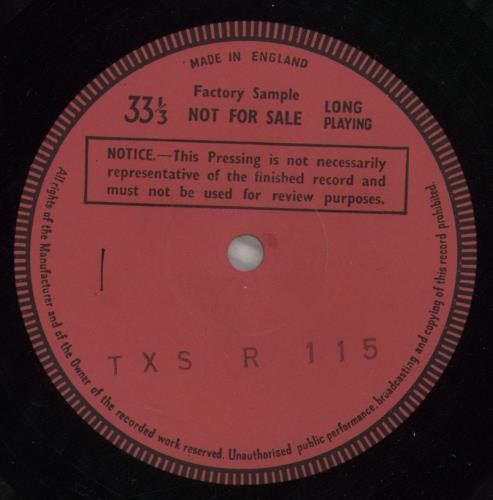 MADE IN ENGLAND
Factory Sample
33⅓ NOT FOR SALE LONG PLAYING
NOTICE.—This Pressing is not necessarily
representative of the finished record and
must not be used for review purposes.
1
TXS R 115
All rights of the Manufacturer and of the Owner of the recorded work reserved. Unauthorised public performance, broadcasting and copying of this record prohibited.